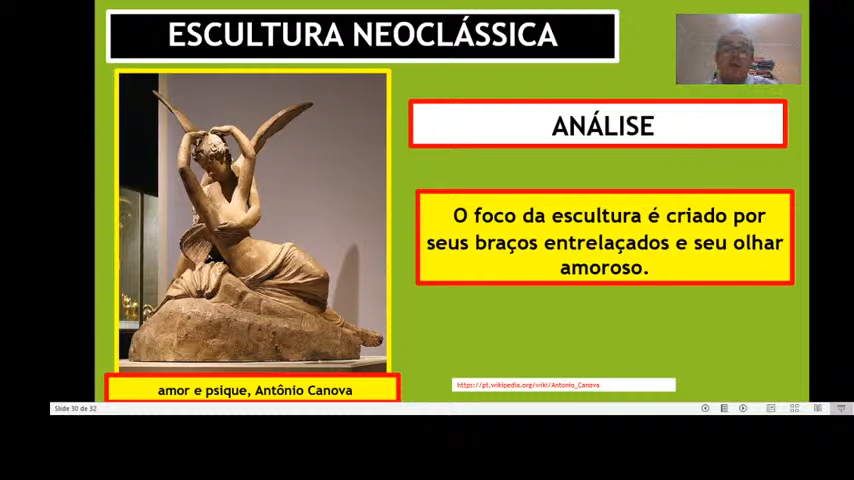 ESCULTURA NEOCLÁSSICA
ANÁLISE
O foco da escultura é criado por
seus braços entrelaçados e seu olhar
amoroso.
amor e psique, Antônio Canova
https://pt.wikipedia.org/wiki/Antonio_Canova
Slide 30 de 32